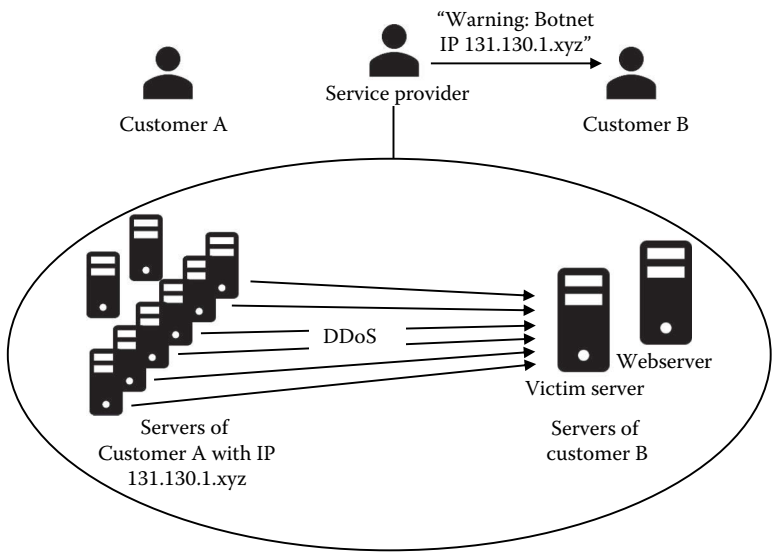 “Warning: Botnet
IP 131.130.1.xyz”
Service provider
Customer A
Customer B
DDoS
Webserver
Victim server
Servers of
Customer A with IP
131.130.1.xyz
Servers of
customer B